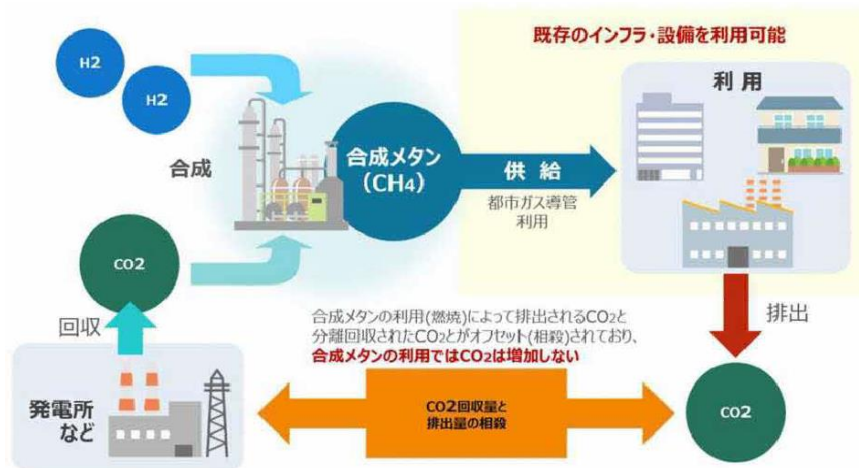 既存のインフラ・設備を利用可能
H2
H2
利用
合成
合成メタン
(CH4)
供給
都市ガス導管
利用
CO2
回収
排出
合成メタンの利用(燃焼)によって排出されるCO₂と
分離回収されたCO₂とがオフセット(相殺)されており、
合成メタンの利用ではCO₂は増加しない
発電所
など
CO2回収量と
排出量の相殺
CO2